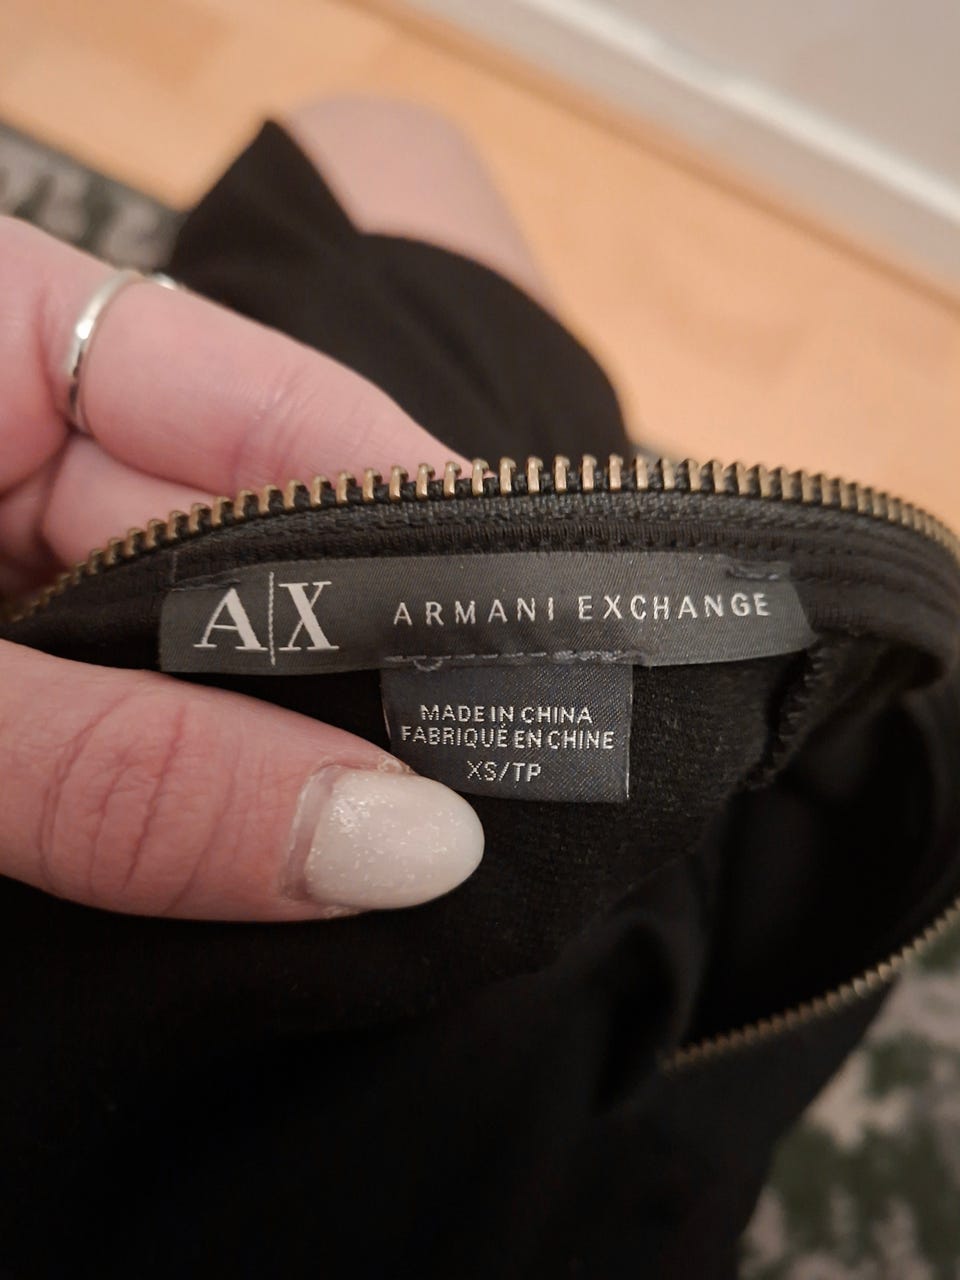 A|X ARMANI EXCHANGE
MADE IN CHINA
FABRIQUÉ EN CHINE
XS/TP